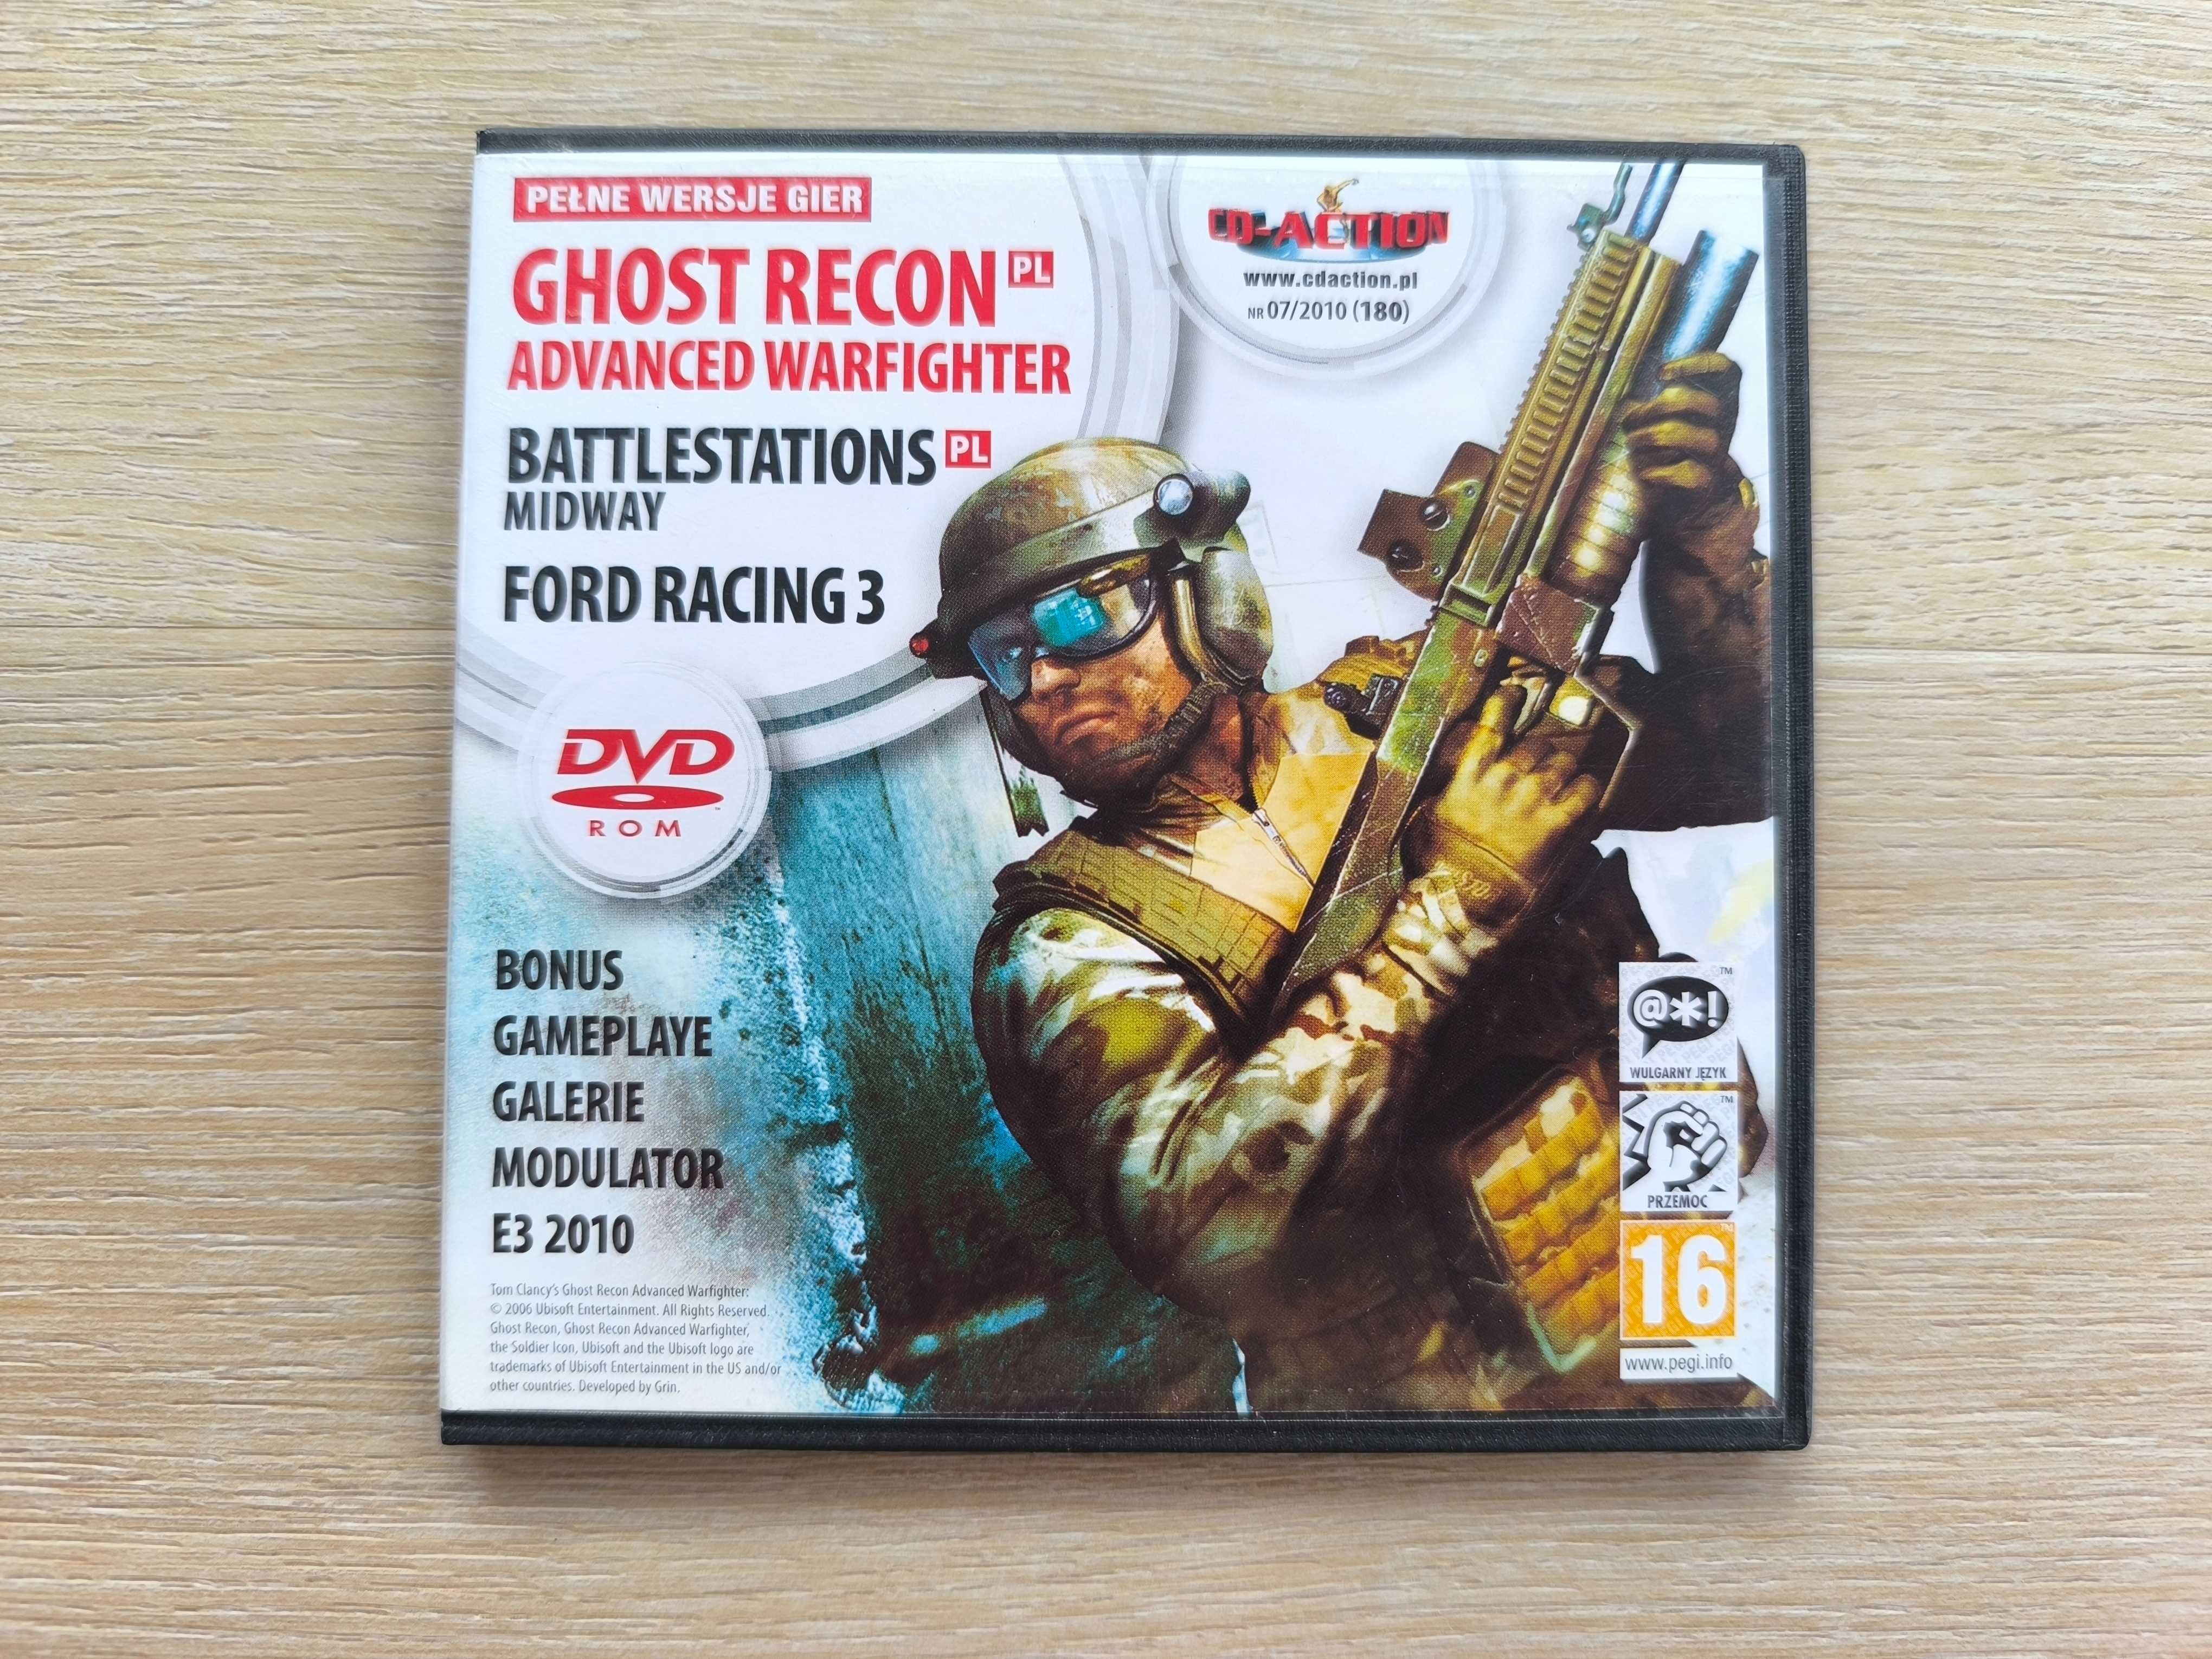 PEŁNE WERSJE GIER
GHOST RECON PL
ADVANCED WARFIGHTER
BATTLESTATIONS PL
MIDWAY
FORD RACING 3
CD-ACTION
www.cdaction.pl
NR 07/2010 (180)
DVD
ROM
BONUS
GAMEPLAYE
GALERIE
MODULATOR
E3 2010
Tom Clancy's Ghost Recon Advanced Warfighter:
© 2006 Ubisoft Entertainment. All Rights Reserved.
Ghost Recon, Ghost Recon Advanced Warfighter,
the Soldier Icon, Ubisoft and the Ubisoft logo are
trademarks of Ubisoft Entertainment in the US and/or
other countries. Developed by Grin.
@*!
WULGARNY JĘZYK
PRZEMOC
16
www.pegi.info